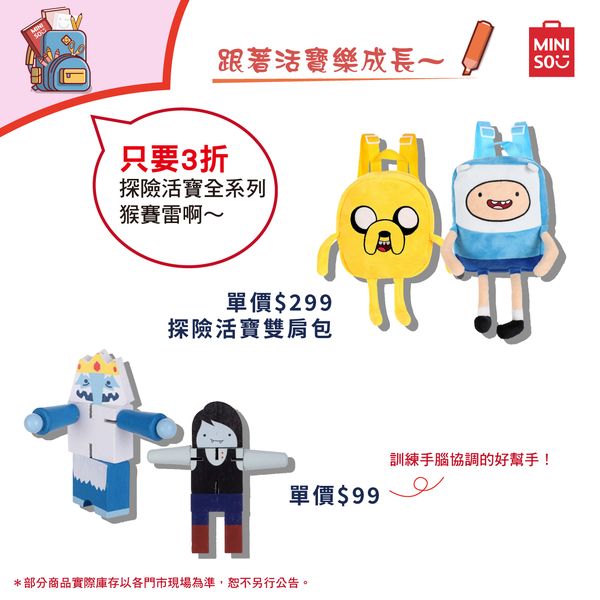 MINI
SO
跟著活寶樂成長~
MINI
SO
只要3折
探險活寶全系列
猴賽雷啊~
單價$299
探險活寶雙肩包
訓練手腦協調的好幫手!
單價$99
*部分商品實際庫存以各門市現場為準,恕不另行公告。